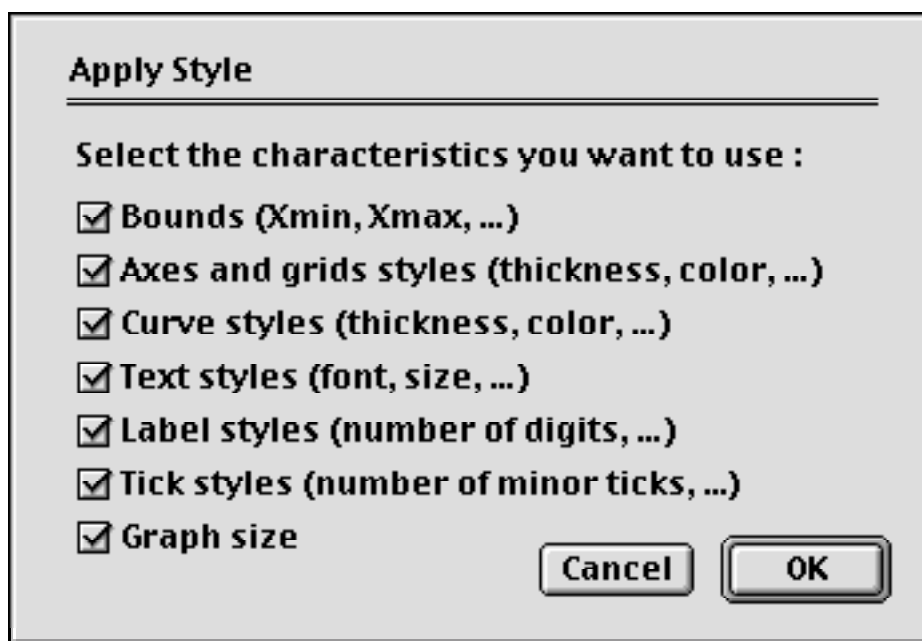 Apply Style
Select the characteristics you want to use :
Bounds (Xmin, Xmax, ...)
Axes and grids styles (thickness, color, ...)
Curve styles (thickness, color, ...)
Text styles (font, size, ...)
Label styles (number of digits, ...)
Tick styles (number of minor ticks, ...)
Graph size
Cancel OK